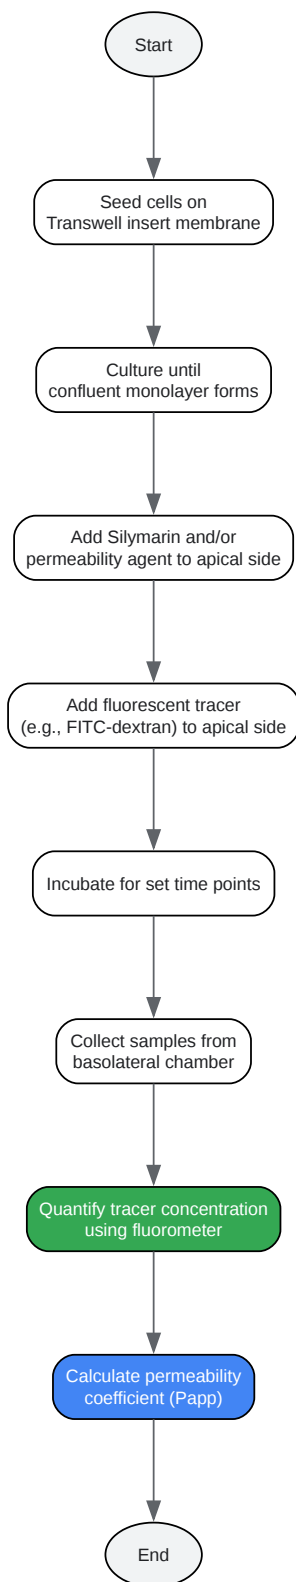 Start
Seed cells on
Transwell insert membrane
Culture until
confluent monolayer forms
Add Silymarin and/or
permeability agent to apical side
Add fluorescent tracer
(e.g., FITC-dextran) to apical side
Incubate for set time points
Collect samples from
basolateral chamber
Quantify tracer concentration
using fluorometer
Calculate permeability
coefficient (Papp)
End